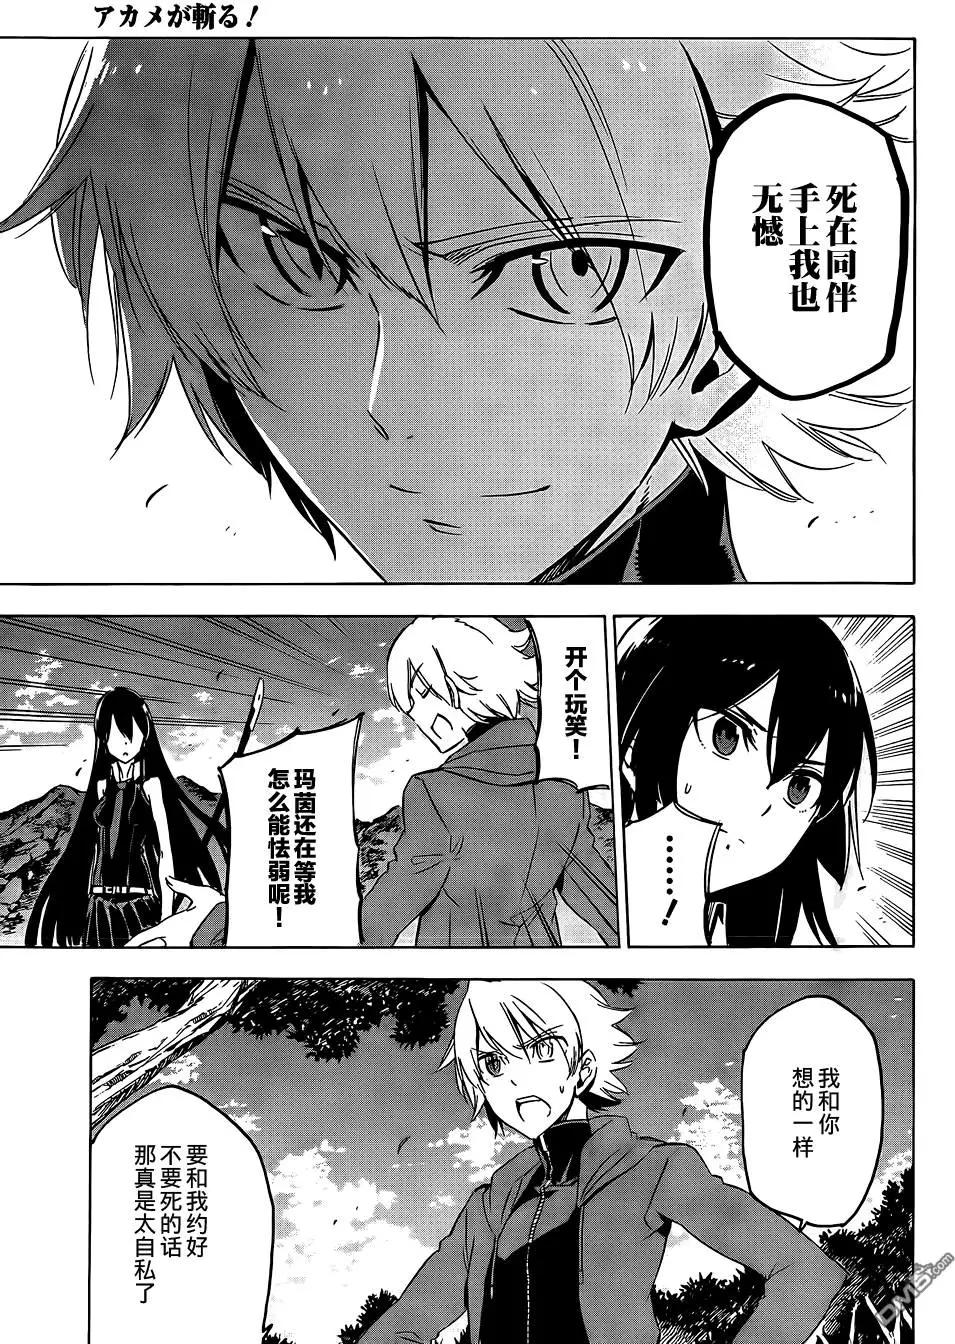 アカメが斬る！
死在同伴
手上我也
无憾
……！
开个玩笑！
玛茵还在等我
怎么能怯弱呢！
我和你
想的一样
要和我约好
不要死的话
那真是太自私了
DM5.com